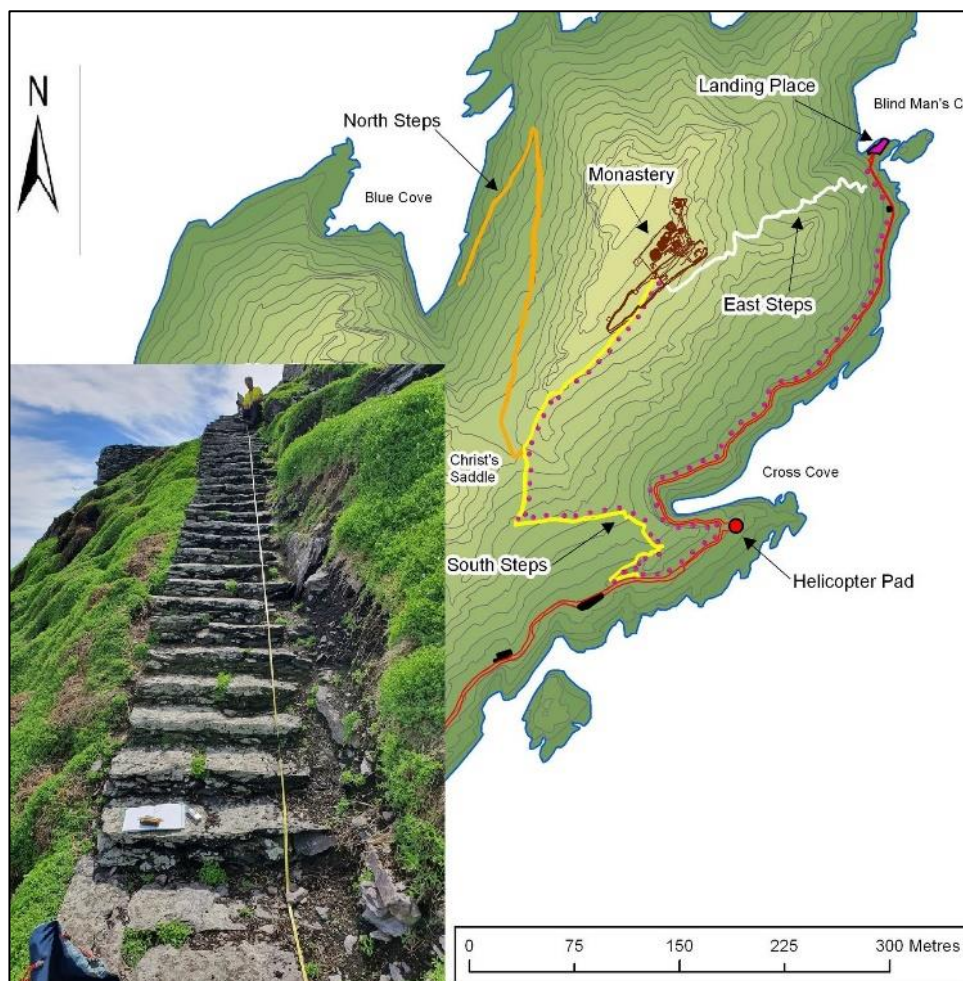 N
Landing Place
Blind Man's C
North Steps
Monastery
Blue Cove
East Steps
Christ's
Saddle
Cross Cove
South Steps
Helicopter Pad
0 75 150 225 300 Metres